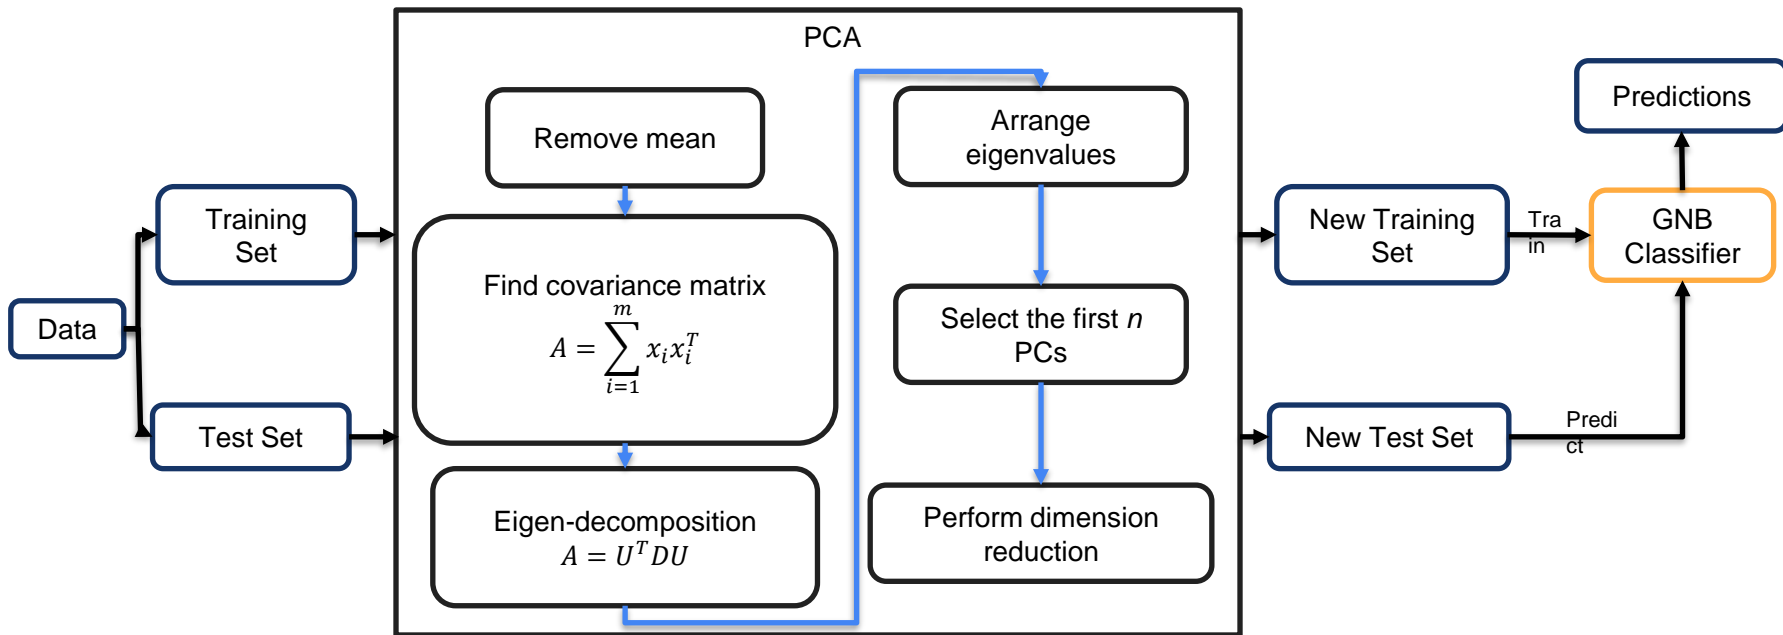 PCA
Data
Training
Set
Test Set
Remove mean
Find covariance matrix
$A = \sum_{i=1}^{m} x_i x_i^T$
Eigen-decomposition
$A = U^T D U$
Arrange
eigenvalues
Select the first n
PCs
Perform dimension
reduction
New Training
Set
New Test Set
Tra
in
Predi
ct
GNB
Classifier
Predictions